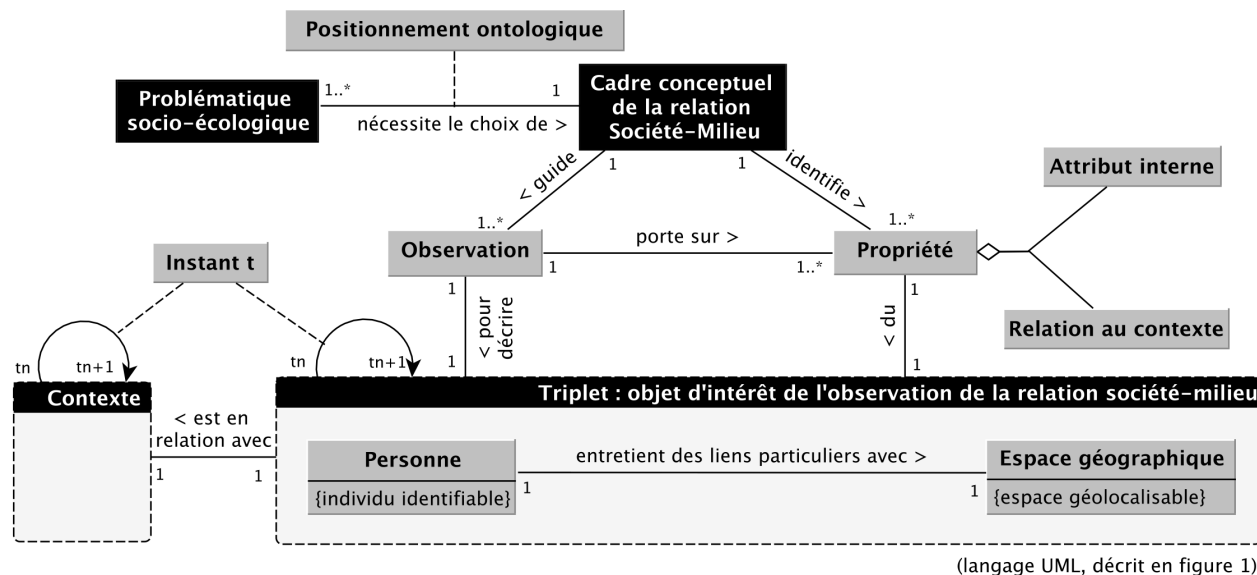 Positionnement ontologique
Problématique
socio-écologique
1..*
1
nécessite le choix de >
Cadre conceptuel
de la relation
Société-Milieu
< guide
1
1
identifie >
Attribut interne
1..*
1..*
Observation
porte sur >
1
1..*
Propriété
Instant t
1
< pour
décrire
1
1
< du
1
Relation au contexte
tn
tn+1
tn
tn+1
Contexte
Triplet : objet d'intérêt de l'observation de la relation société-milieu
< est en
relation avec
1
1
Personne
{individu identifiable}
entretient des liens particuliers avec >
1
1
Espace géographique
{espace géolocalisable}
(langage UML, décrit en figure 1)